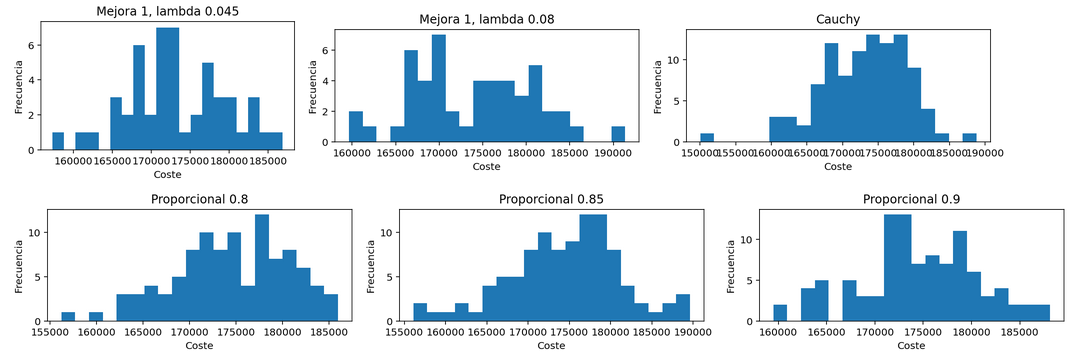 Mejora 1, lambda 0.045
Frecuencia
6
4
2
0
160000 165000 170000 175000 180000 185000
Coste
Mejora 1, lambda 0.08
Frecuencia
6
4
2
0
160000 165000 170000 175000 180000 185000 190000
Coste
Cauchy
Frecuencia
10
5
0
150000 155000 160000 165000 170000 175000 180000 185000 190000
Coste
Proporcional 0.8
Frecuencia
10
5
0
155000 160000 165000 170000 175000 180000 185000
Coste
Proporcional 0.85
Frecuencia
10
5
0
155000 160000 165000 170000 175000 180000 185000 190000
Coste
Proporcional 0.9
Frecuencia
10
5
0
160000 165000 170000 175000 180000 185000
Coste